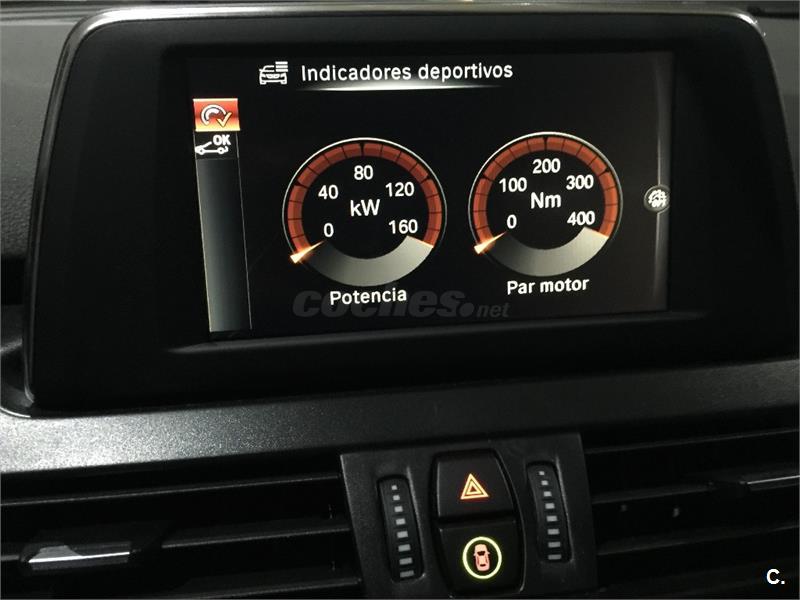 Indicadores deportivos
OK
0 40 80 120 160
kW
0 100 200 300 400
Nm
Potencia
Par motor
coches.net
C.